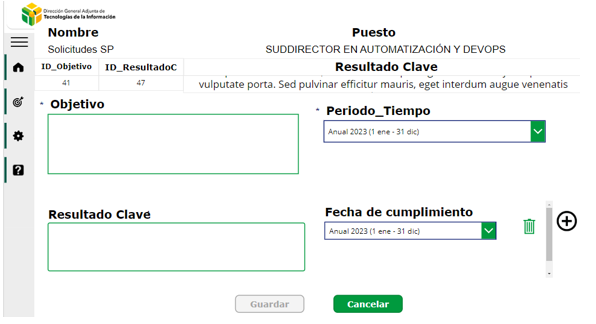 Dirección General Adjunta de
Tecnologías de la Información
Nombre
Puesto
Solicitudes SP
SUDDIRECTOR EN AUTOMATIZACIÓN Y DEVOPS
ID_Objetivo
ID_ResultadoC
Resultado Clave
41
47
vulputate porta. Sed pulvinar efficitur mauris, eget interdum augue venenatis
* Objetivo
* Periodo_Tiempo
Anual 2023 (1 ene - 31 dic)
Resultado Clave
Fecha de cumplimiento
Anual 2023 (1 ene - 31 dic)
Guardar
Cancelar